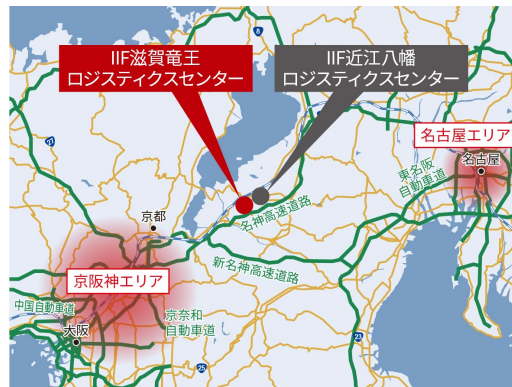 IIF滋賀竜王
ロジスティクスセンター
IIF近江八幡
ロジスティクスセンター
8
名古屋エリア
名古屋
東名阪
自動車道
京都
名神高速道路
新名神高速道路
京阪神エリア
中国自動車道
大阪
京奈和
自動車道
25
23